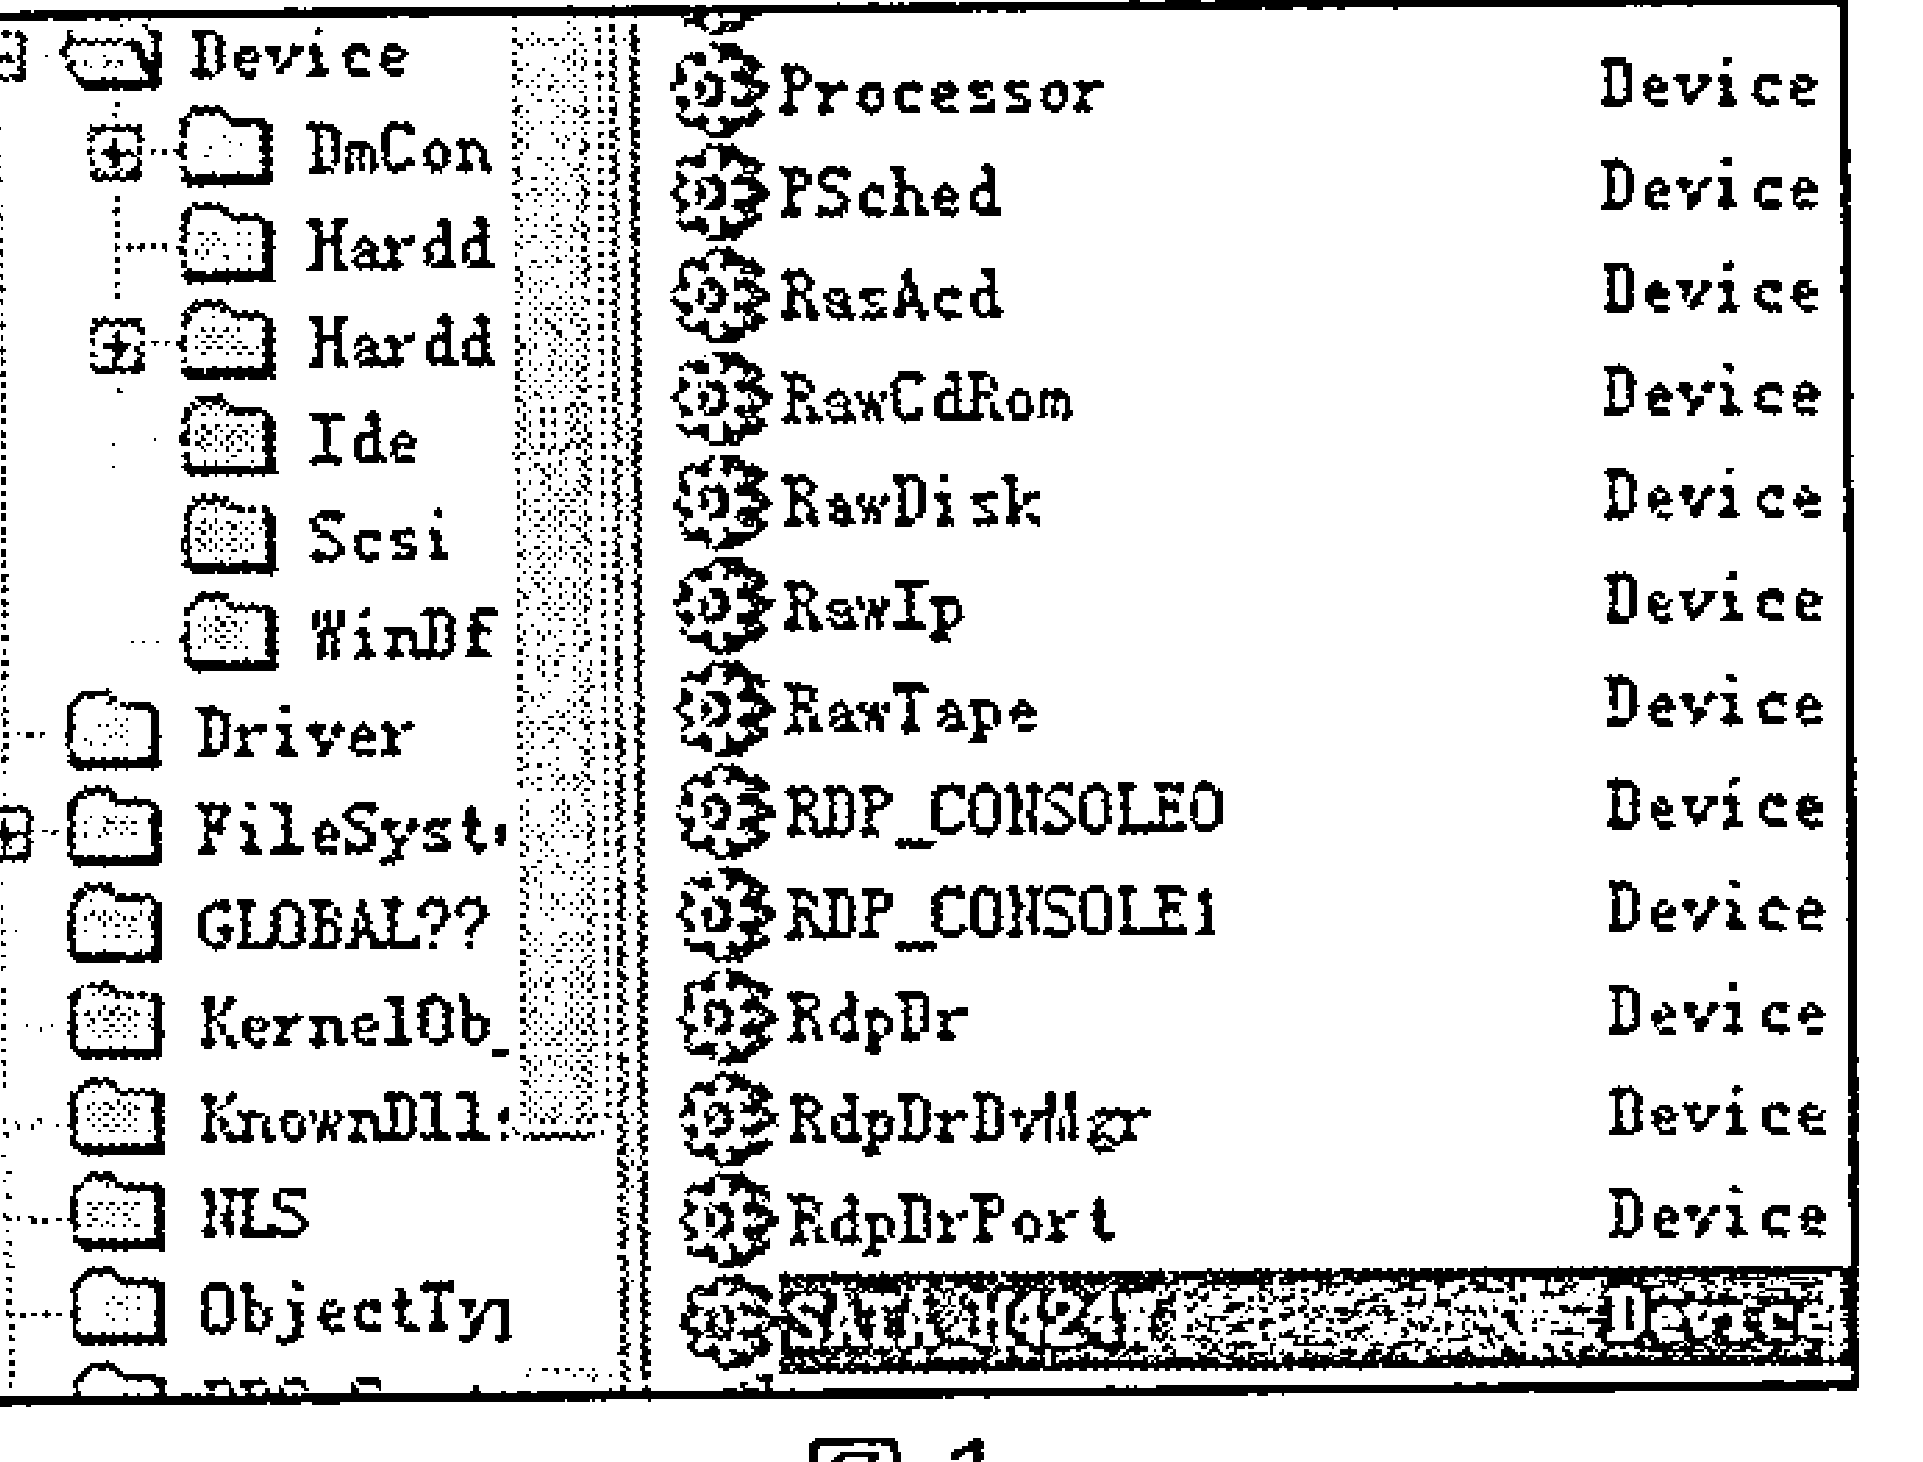 Device
DmCon
Hardd
Hardd
Ide
Scsi
WinDf
Driver
FileSyst
GLOBAL??
KernelOb_
KnownDll
NLS
ObjectTy
Processor Device
PSched Device
RasAcd Device
RawCdRom Device
RawDisk Device
RawIp Device
RawTape Device
RDP_CONSOLE0 Device
RDP_CONSOLE1 Device
RdpDr Device
RdpDrDvMgr Device
RdpDrPort Device
Device